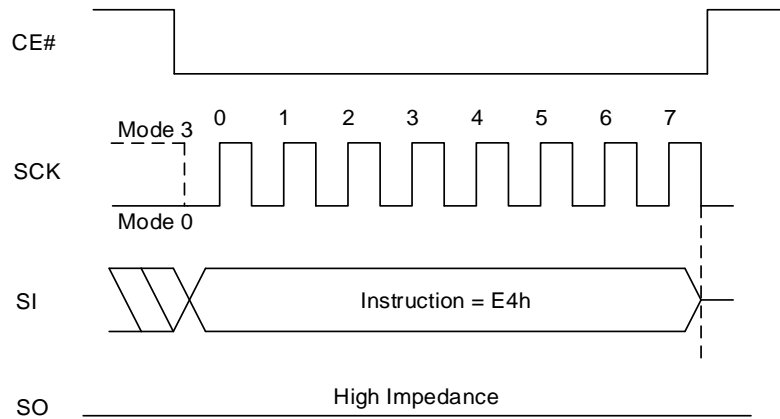 CE#
Mode 3
0 1 2 3 4 5 6 7
SCK
Mode 0
SI
Instruction = E4h
SO
High Impedance